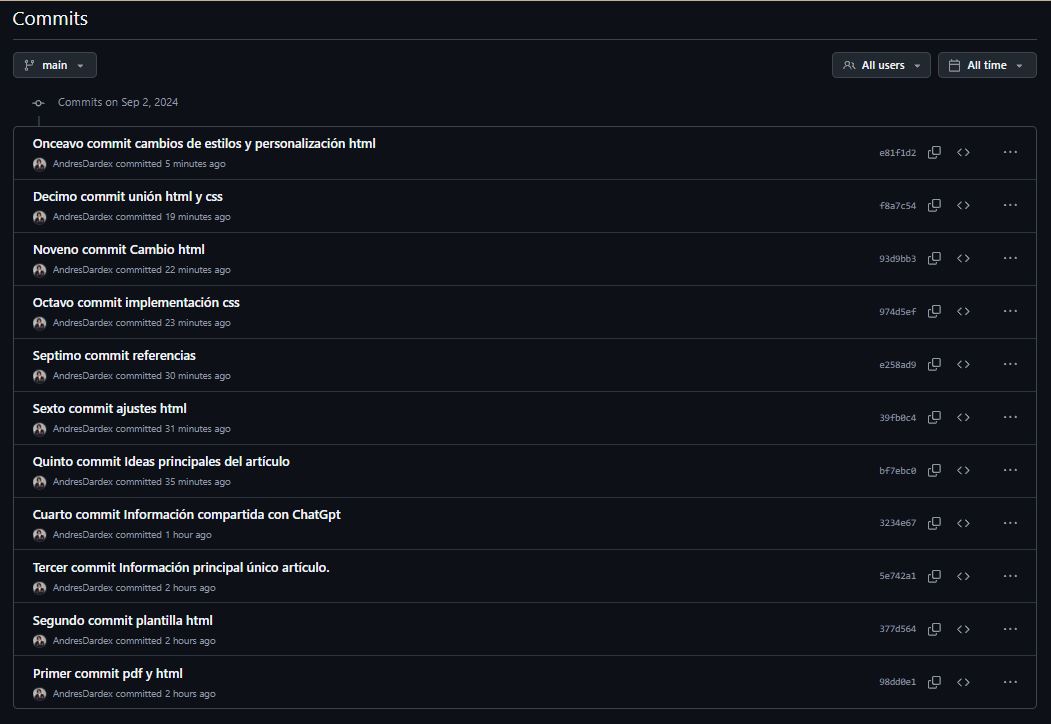 Commits
main
All users
All time
Commits on Sep 2, 2024
Onceavo commit cambios de estilos y personalización html
AndresDardex committed 5 minutes ago
e81f1d2
Decimo commit unión html y css
AndresDardex committed 19 minutes ago
f8a7c54
Noveno commit Cambio html
AndresDardex committed 22 minutes ago
93d9bb3
Octavo commit implementación css
AndresDardex committed 23 minutes ago
974d5ef
Septimo commit referencias
AndresDardex committed 30 minutes ago
e258ad9
Sexto commit ajustes html
AndresDardex committed 31 minutes ago
39fb0c4
Quinto commit Ideas principales del artículo
AndresDardex committed 35 minutes ago
bf7ebc0
Cuarto commit Información compartida con ChatGpt
AndresDardex committed 1 hour ago
3234e67
Tercer commit Información principal único artículo.
AndresDardex committed 2 hours ago
5e742a1
Segundo commit plantilla html
AndresDardex committed 2 hours ago
377d564
Primer commit pdf y html
AndresDardex committed 2 hours ago
98dd0e1